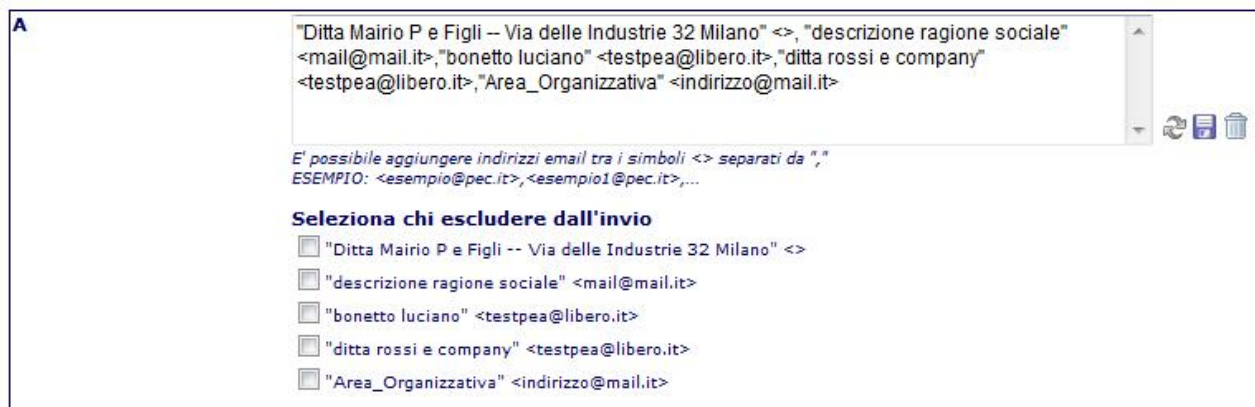 A
"Ditta Mairio P e Figli -- Via delle Industrie 32 Milano" <>, "descrizione ragione sociale"
<mail@mail.it>,"bonetto luciano" <testpea@libero.it>,"ditta rossi e company"
<testpea@libero.it>,"Area_Organizzativa" <indirizzo@mail.it>
E' possibile aggiungere indirizzi email tra i simboli <> separati da ","
ESEMPIO: <esempio@pec.it>,<esempio1@pec.it>,...
Seleziona chi escludere dall'invio
"Ditta Mairio P e Figli -- Via delle Industrie 32 Milano" <>
"descrizione ragione sociale" <mail@mail.it>
"bonetto luciano" <testpea@libero.it>
"ditta rossi e company" <testpea@libero.it>
"Area_Organizzativa" <indirizzo@mail.it>